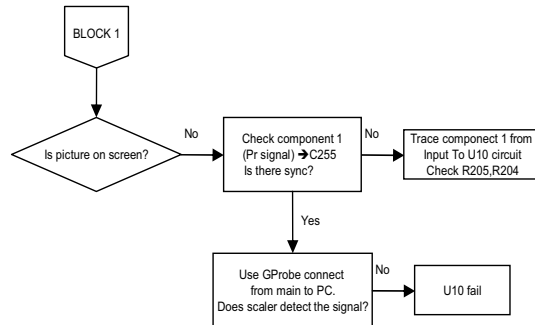 BLOCK 1
Is picture on screen?
No
Check component 1
(Pr signal) ➔C255
Is there sync?
No
Trace component 1 from
Input To U10 circuit
Check R205,R204
Yes
Use GProbe connect
from main to PC.
Does scaler detect the signal?
No
U10 fail